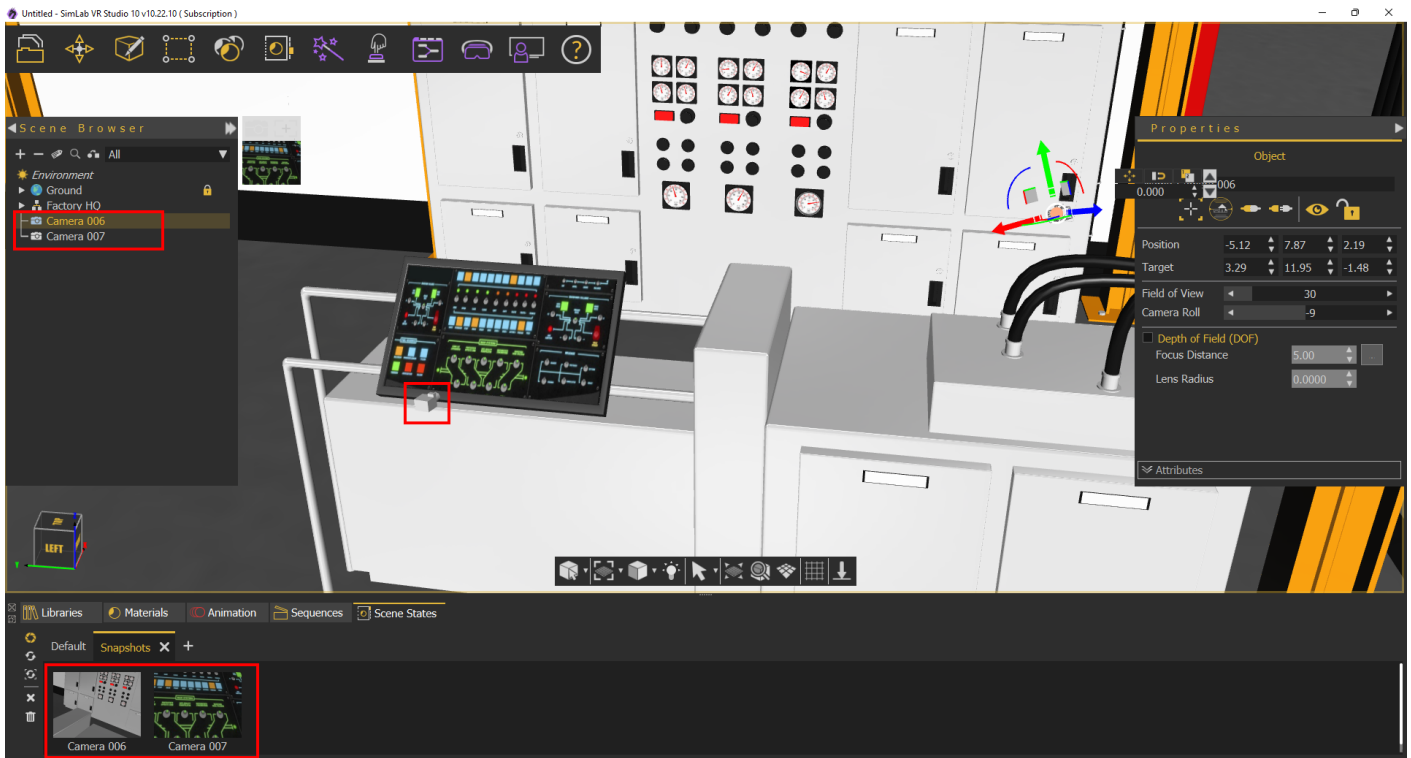 Untitled - SimLab VR Studio 10 v10.22.10 ( Subscription )
?
Scene Browser
All
Environment
Ground
Factory HQ
Camera 006
Camera 007
Properties
Object
006
0.000
Position -5.12 7.87 2.19
Target 3.29 11.95 -1.48
Field of View 30
Camera Roll -9
Depth of Field (DOF)
Focus Distance 5.00
Lens Radius 0.0000
Attributes
LEFT
Libraries Materials Animation Sequences Scene States
Default Snapshots
Camera 006 Camera 007